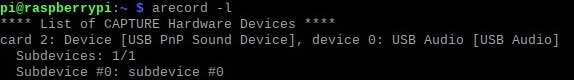 pi@raspberrypi:~ $ arecord -l
**** List of CAPTURE Hardware Devices ****
card 2: Device [USB PnP Sound Device], device 0: USB Audio [USB Audio]
  Subdevices: 1/1
  Subdevice #0: subdevice #0